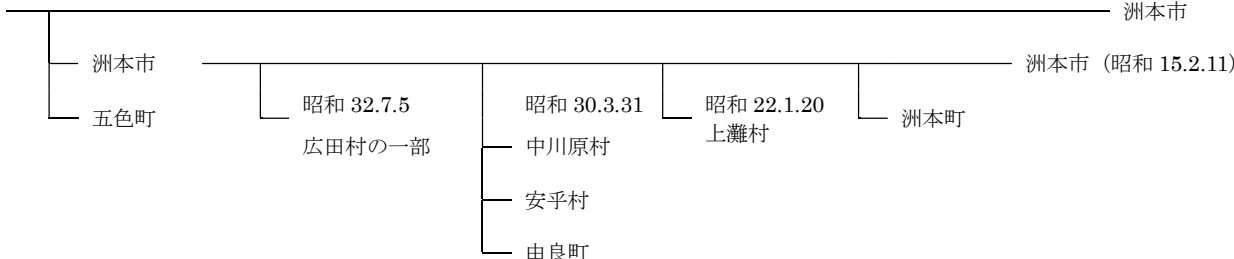 洲本市
洲本市
洲本市（昭和 15.2.11）
五色町
昭和 32.7.5
広田村の一部
昭和 30.3.31
中川原村
安乎村
由良町
昭和 22.1.20
上灘村
洲本町